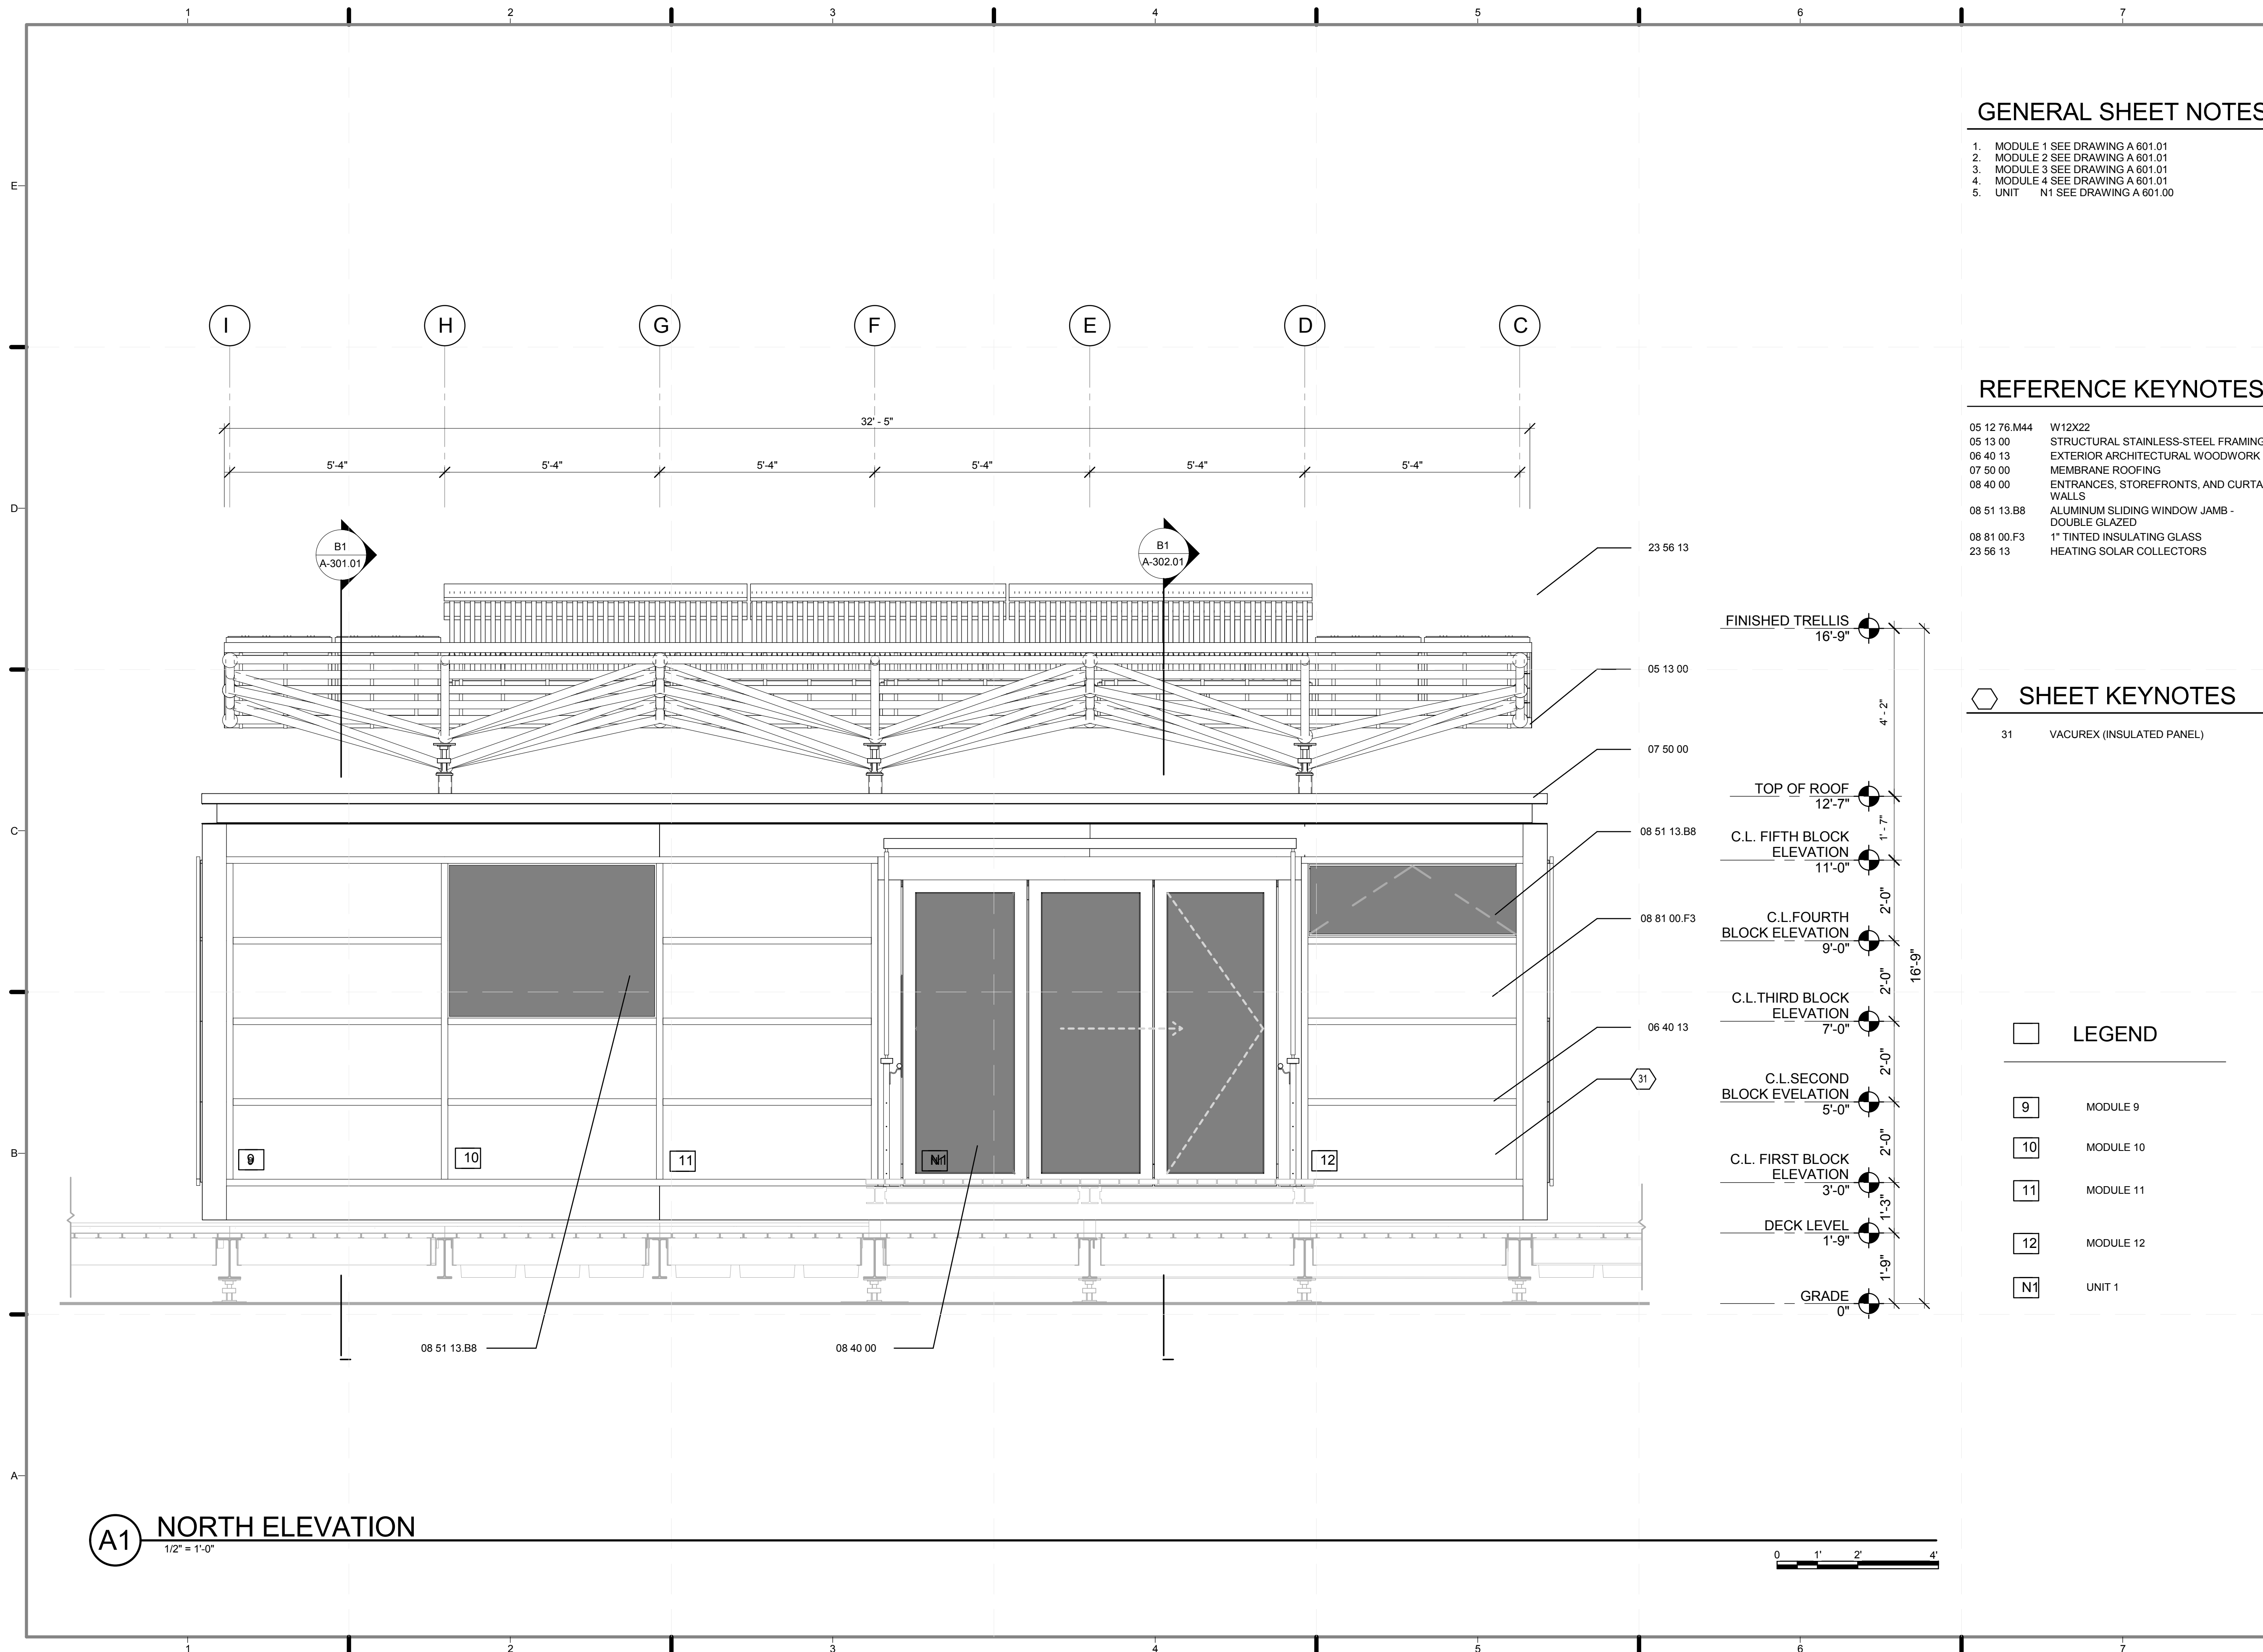 1 2 3 4 5 6 7
E
D
C
B
A
GENERAL SHEET NOTES
1. MODULE 1 SEE DRAWING A 601.01
2. MODULE 2 SEE DRAWING A 601.01
3. MODULE 3 SEE DRAWING A 601.01
4. MODULE 4 SEE DRAWING A 601.01
5. UNIT N1 SEE DRAWING A 601.00
I H G F E D C
32' - 5"
5'-4" 5'-4" 5'-4" 5'-4" 5'-4" 5'-4"
B1
A-301.01
B1
A-302.01
REFERENCE KEYNOTES
05 12 76.M44 W12X22
05 13 00 STRUCTURAL STAINLESS-STEEL FRAMING
06 40 13 EXTERIOR ARCHITECTURAL WOODWORK
07 50 00 MEMBRANE ROOFING
08 40 00 ENTRANCES, STOREFRONTS, AND CURTA
WALLS
08 51 13.B8 ALUMINUM SLIDING WINDOW JAMB -
DOUBLE GLAZED
08 81 00.F3 1" TINTED INSULATING GLASS
23 56 13 HEATING SOLAR COLLECTORS
SHEET KEYNOTES
31 VACUREX (INSULATED PANEL)
23 56 13
05 13 00
07 50 00
08 51 13.B8
08 81 00.F3
06 40 13
31
FINISHED TRELLIS
16'-9"
TOP OF ROOF
12'-7"
C.L. FIFTH BLOCK
ELEVATION
11'-0"
C.L.FOURTH
BLOCK ELEVATION
9'-0"
C.L.THIRD BLOCK
ELEVATION
7'-0"
C.L.SECOND
BLOCK EVELATION
5'-0"
C.L. FIRST BLOCK
ELEVATION
3'-0"
DECK LEVEL
1'-9"
GRADE
0"
4' - 2"
1' - 7"
2'-0"
2'-0"
2'-0"
2'-0"
1'-3"
1'-9"
16'-9"
LEGEND
9 MODULE 9
10 MODULE 10
11 MODULE 11
12 MODULE 12
N1 UNIT 1
9 10 11 N1 12
08 51 13.B8
08 40 00
A1 NORTH ELEVATION
1/2" = 1'-0"
0 1' 2' 4'
1 2 3 4 5 6 7